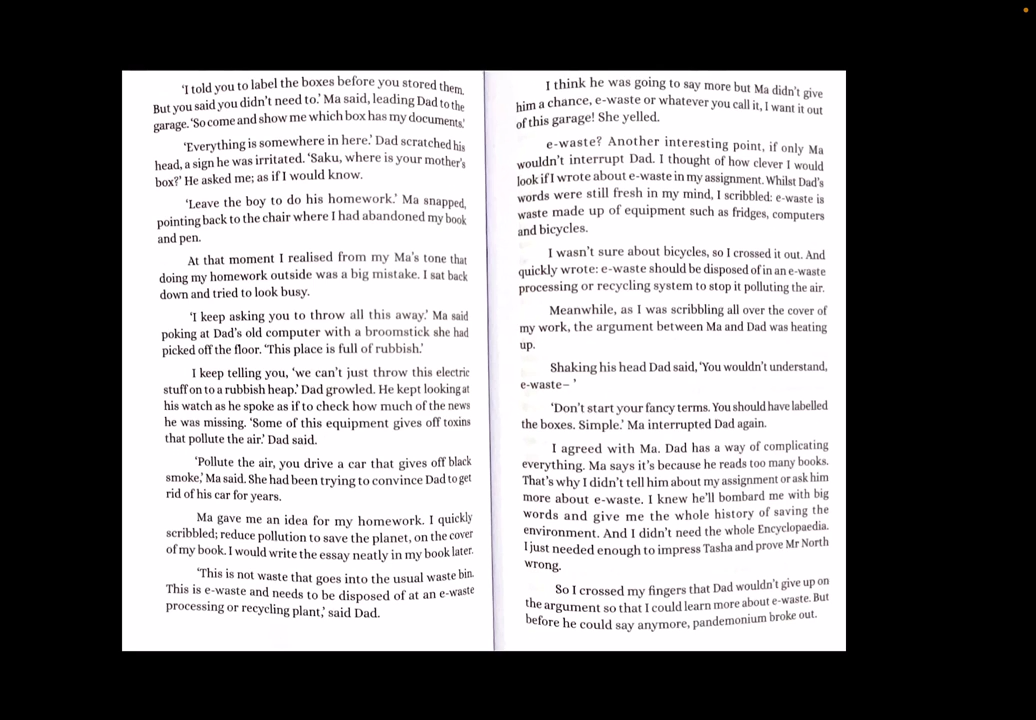 'I told you to label the boxes before you stored them.
But you said you didn't need to.' Ma said, leading Dad to the
garage. 'So come and show me which box has my documents.'
'Everything is somewhere in here.' Dad scratched his
head, a sign he was irritated. 'Saku, where is your mother's
box?' He asked me; as if I would know.
'Leave the boy to do his homework.' Ma snapped,
pointing back to the chair where I had abandoned my book
and pen.
At that moment I realised from my Ma's tone that
doing my homework outside was a big mistake. I sat back
down and tried to look busy.
'I keep asking you to throw all this away.' Ma said
poking at Dad's old computer with a broomstick she had
picked off the floor. 'This place is full of rubbish.'
I keep telling you, 'we can't just throw this electric
stuff on to a rubbish heap.' Dad growled. He kept looking at
his watch as he spoke as if to check how much of the news
he was missing. 'Some of this equipment gives off toxins
that pollute the air.' Dad said.
'Pollute the air, you drive a car that gives off black
smoke,' Ma said. She had been trying to convince Dad to get
rid of his car for years.
Ma gave me an idea for my homework. I quickly
scribbled; reduce pollution to save the planet, on the cover
of my book. I would write the essay neatly in my book later.
'This is not waste that goes into the usual waste bin.
This is e-waste and needs to be disposed of at an e-waste
processing or recycling plant,' said Dad.
I think he was going to say more but Ma didn't give
him a chance, e-waste or whatever you call it, I want it out
of this garage! She yelled.
e-waste? Another interesting point, if only Ma
wouldn't interrupt Dad. I thought of how clever I would
look if I wrote about e-waste in my assignment. Whilst Dad's
words were still fresh in my mind, I scribbled: e-waste is
waste made up of equipment such as fridges, computers
and bicycles.
I wasn't sure about bicycles, so I crossed it out. And
quickly wrote: e-waste should be disposed of in an e-waste
processing or recycling system to stop it polluting the air.
Meanwhile, as I was scribbling all over the cover of
my work, the argument between Ma and Dad was heating
up.
Shaking his head Dad said, 'You wouldn't understand,
e-waste– '
'Don't start your fancy terms. You should have labelled
the boxes. Simple.' Ma interrupted Dad again.
I agreed with Ma. Dad has a way of complicating
everything. Ma says it's because he reads too many books.
That's why I didn't tell him about my assignment or ask him
more about e-waste. I knew he'll bombard me with big
words and give me the whole history of saving the
environment. And I didn't need the whole Encyclopaedia.
I just needed enough to impress Tasha and prove Mr North
wrong.
So I crossed my fingers that Dad wouldn't give up on
the argument so that I could learn more about e-waste. But
before he could say anymore, pandemonium broke out.